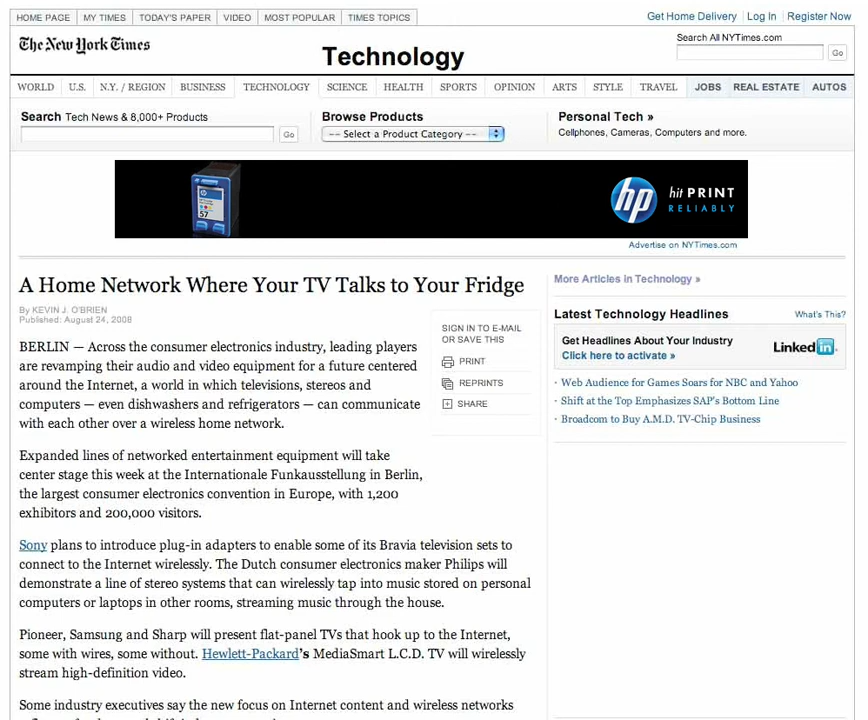 HOME PAGE MY TIMES TODAY'S PAPER VIDEO MOST POPULAR TIMES TOPICS
Get Home Delivery Log In Register Now
The New York Times
Technology
Search All NYTimes.com
Go
WORLD U.S. N.Y. / REGION BUSINESS TECHNOLOGY SCIENCE HEALTH SPORTS OPINION ARTS STYLE TRAVEL JOBS REAL ESTATE AUTOS
Search Tech News & 8,000+ Products
Go
Browse Products
-- Select a Product Category --
Personal Tech »
Cellphones, Cameras, Computers and more.
hp
57
hp
hit PRINT
RELIABLY
Advertise on NYTimes.com
A Home Network Where Your TV Talks to Your Fridge
By KEVIN J. O'BRIEN
Published: August 24, 2008
SIGN IN TO E-MAIL
OR SAVE THIS
PRINT
REPRINTS
SHARE
BERLIN — Across the consumer electronics industry, leading players
are revamping their audio and video equipment for a future centered
around the Internet, a world in which televisions, stereos and
computers — even dishwashers and refrigerators — can communicate
with each other over a wireless home network.
Expanded lines of networked entertainment equipment will take
center stage this week at the Internationale Funkausstellung in Berlin,
the largest consumer electronics convention in Europe, with 1,200
exhibitors and 200,000 visitors.
Sony plans to introduce plug-in adapters to enable some of its Bravia television sets to
connect to the Internet wirelessly. The Dutch consumer electronics maker Philips will
demonstrate a line of stereo systems that can wirelessly tap into music stored on personal
computers or laptops in other rooms, streaming music through the house.
Pioneer, Samsung and Sharp will present flat-panel TVs that hook up to the Internet,
some with wires, some without. Hewlett-Packard's MediaSmart L.C.D. TV will wirelessly
stream high-definition video.
Some industry executives say the new focus on Internet content and wireless networks
More Articles in Technology »
Latest Technology Headlines
What's This?
Get Headlines About Your Industry
Click here to activate »
Linked in
· Web Audience for Games Soars for NBC and Yahoo
· Shift at the Top Emphasizes SAP's Bottom Line
· Broadcom to Buy A.M.D. TV-Chip Business